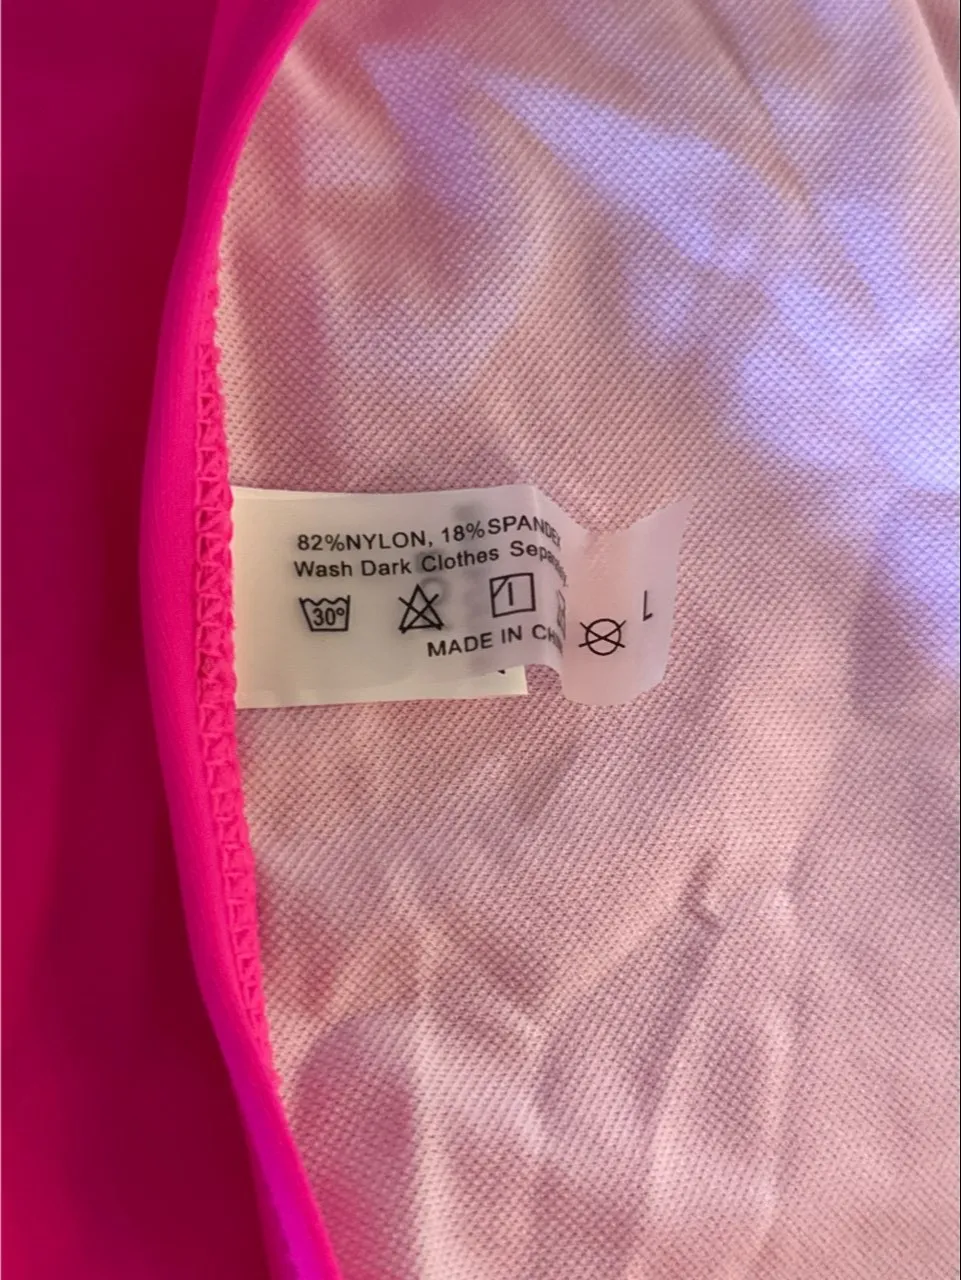 82%NYLON, 18%SPANDEX
Wash Dark Clothes
30°
MADE IN